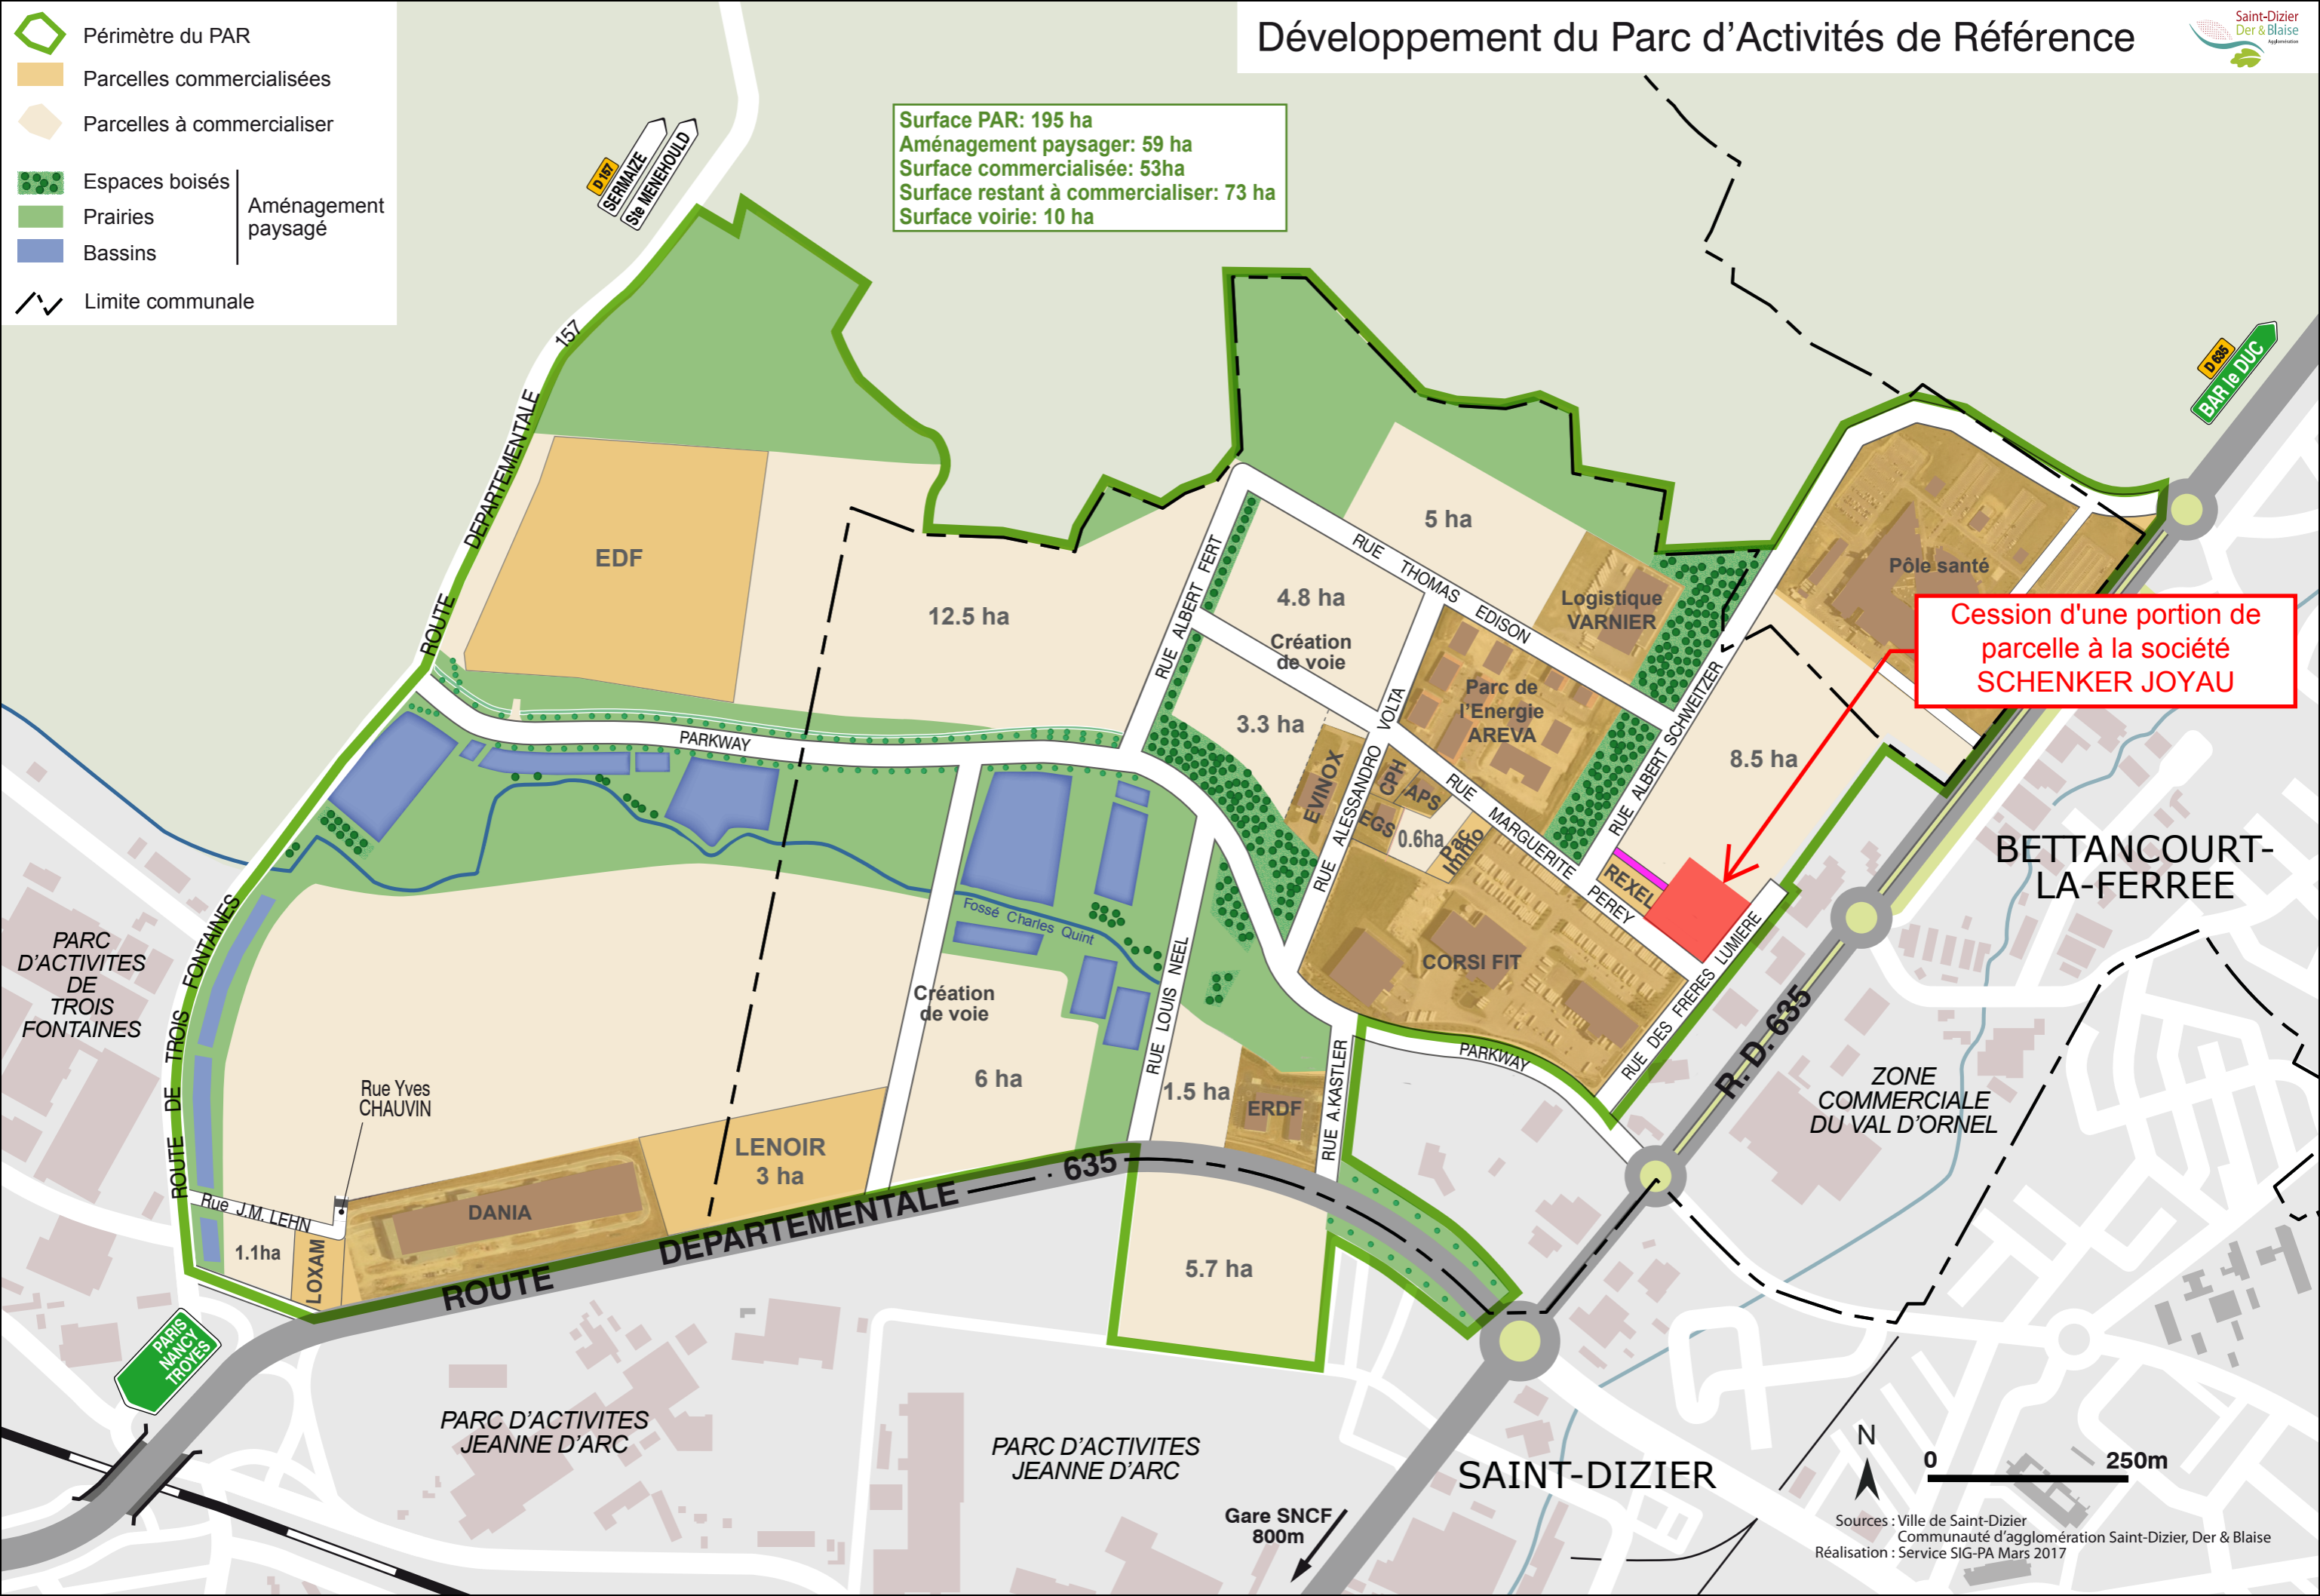 Développement du Parc d'Activités de Référence
Saint-Dizier
Der & Blaise
Agglomération
Périmètre du PAR
Parcelles commercialisées
Parcelles à commercialiser
Espaces boisés
Prairies
Bassins
Aménagement
paysagé
Limite communale
Surface PAR: 195 ha
Aménagement paysager: 59 ha
Surface commercialisée: 53ha
Surface restant à commercialiser: 73 ha
Surface voirie: 10 ha
D 157
SERMAIZE
Ste MENEHOULD
D 635
BAR le DUC
ROUTE DEPARTEMENTALE 157
EDF
12.5 ha
RUE ALBERT FERT
5 ha
RUE THOMAS EDISON
4.8 ha
Création
de voie
Logistique
VARNIER
Pôle santé
Cession d'une portion de
parcelle à la société
SCHENKER JOYAU
3.3 ha
Parc de
l'Energie
AREVA
RUE ALBERT SCHWEITZER
8.5 ha
PARKWAY
EVINOX
RUE ALESSANDRO VOLTA
CPH
APS
EGS
0.6ha
Pac
Immo
RUE MARGUERITE PEREY
REXEL
BETTANCOURT-
LA-FERREE
Fossé Charles Quint
PARC
D'ACTIVITES
DE
TROIS
FONTAINES
ROUTE DE TROIS FONTAINES
Création
de voie
RUE LOUIS NEEL
CORSI FIT
RUE DES FRERES LUMIERE
R. D. 635
PARKWAY
6 ha
1.5 ha
ERDF
RUE A.KASTLER
ZONE
COMMERCIALE
DU VAL D'ORNEL
Rue Yves
CHAUVIN
LENOIR
3 ha
DANIA
Rue J.M. LEHN
1.1ha
LOXAM
ROUTE DEPARTEMENTALE 635
5.7 ha
PARIS
NANCY
TROYES
PARC D'ACTIVITES
JEANNE D'ARC
PARC D'ACTIVITES
JEANNE D'ARC
SAINT-DIZIER
Gare SNCF
800m
N
0 250m
Sources : Ville de Saint-Dizier
Communauté d'agglomération Saint-Dizier, Der & Blaise
Réalisation : Service SIG-PA Mars 2017